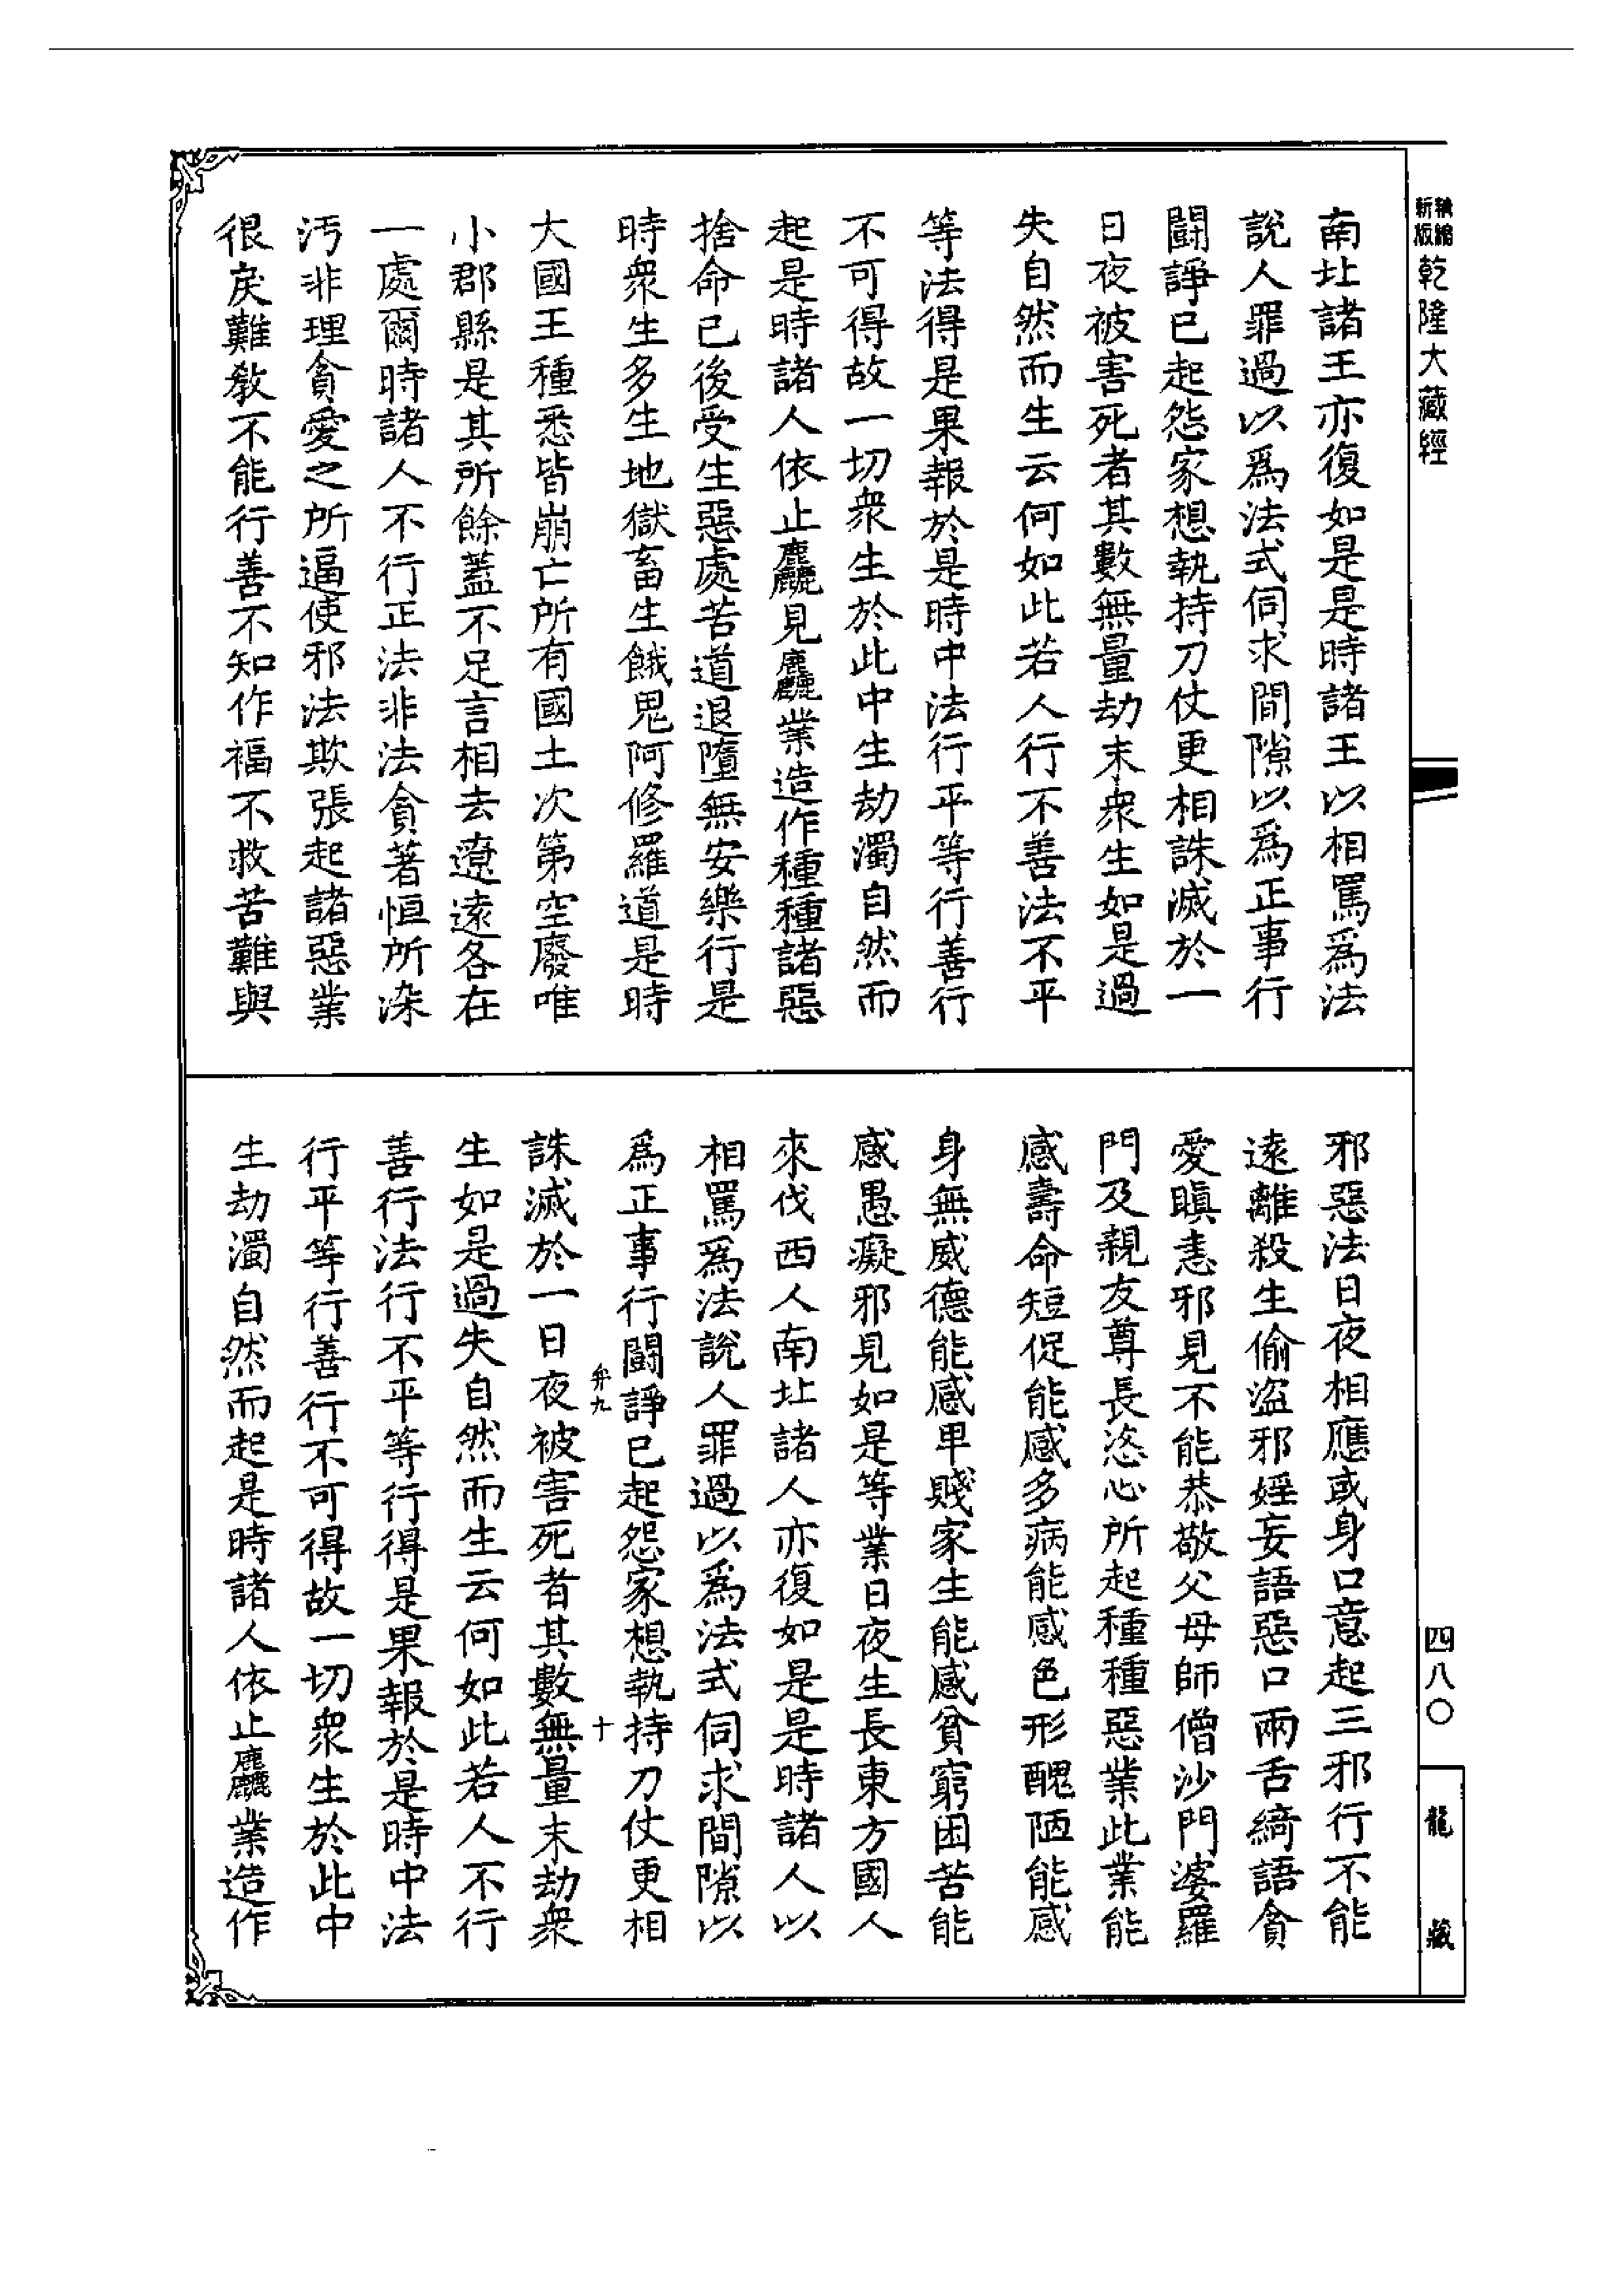 精縮
新版
乾隆大藏經
南北諸王亦復如是是時諸王以相罵爲法
說人罪過以爲法式伺求間隙以爲正事行
鬪諍已起怨家想執持刀仗更相誅滅於一
日夜被害死者其數無量劫末衆生如是過
失自然而生云何如此若人行不善法不平
等法得是果報於是時中法行平等行善行
不可得故一切衆生於此中生劫濁自然而
起是時諸人依止麤見麤業造作種種諸惡
捨命已後受生惡處苦道退墮無安樂行是
時衆生多生地獄畜生餓鬼阿修羅道是時
大國王種悉皆崩亡所有國土次第空廢唯
小郡縣是其所餘蓋不足言相去遼遠各在
一處爾時諸人不行正法非法貪著恒所染
汚非理貪愛之所逼使邪法欺張起諸惡業
很戾難敎不能行善不知作福不救苦難與
邪惡法日夜相應或身口意起三邪行不能
遠離殺生偷盜邪婬妄語惡口兩舌綺語貪
愛瞋恚邪見不能恭敬父母師僧沙門婆羅
門及親友尊長恣心所起種種惡業此業能
感壽命短促能感多病能感色形醜陋能感
身無威德能感卑賤家生能感貧窮困苦能
感愚癡邪見如是等業日夜生長東方國人
來伐西人南北諸人亦復如是是時諸人以
相罵爲法說人罪過以爲法式伺求間隙以
爲正事行鬪諍已起怨家想執持刀仗更相
弁九
十
誅滅於一日夜被害死者其數無量末劫衆
生如是過失自然而生云何如此若人不行
善行法行不平等行得是果報於是時中法
行平等行善行不可得故一切衆生於此中
生劫濁自然而起是時諸人依止麤業造作
四八〇
龍藏